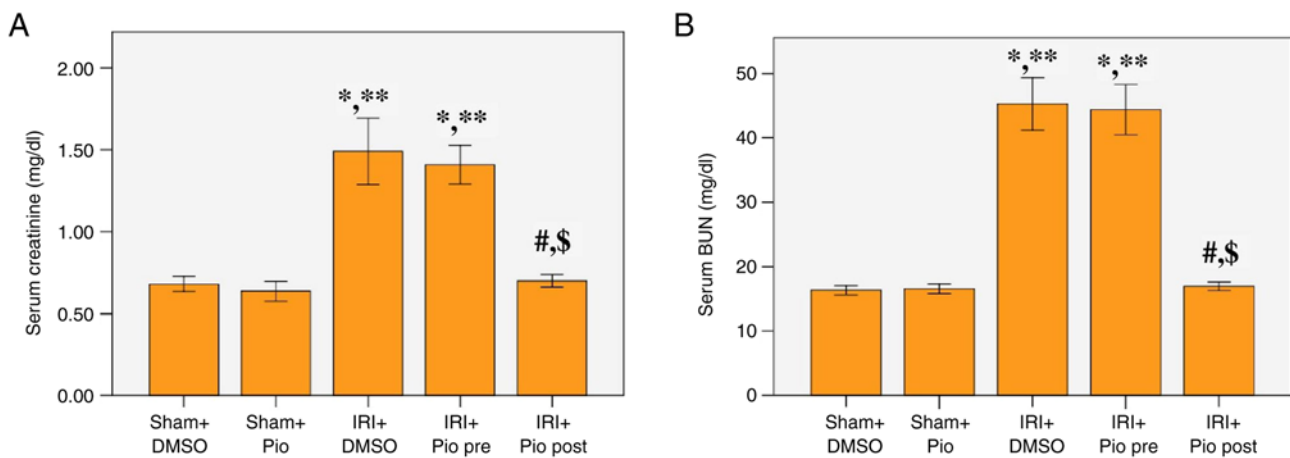 A
Serum creatinine (mg/dl)
2.00
1.50
1.00
0.50
0.00
*,**
*,**
#,$
Sham+
DMSO
Sham+
Pio
IRI+
DMSO
IRI+
Pio pre
IRI+
Pio post
B
Serum BUN (mg/dl)
50
40
30
20
10
0
*,**
*,**
#,$
Sham+
DMSO
Sham+
Pio
IRI+
DMSO
IRI+
Pio pre
IRI+
Pio post